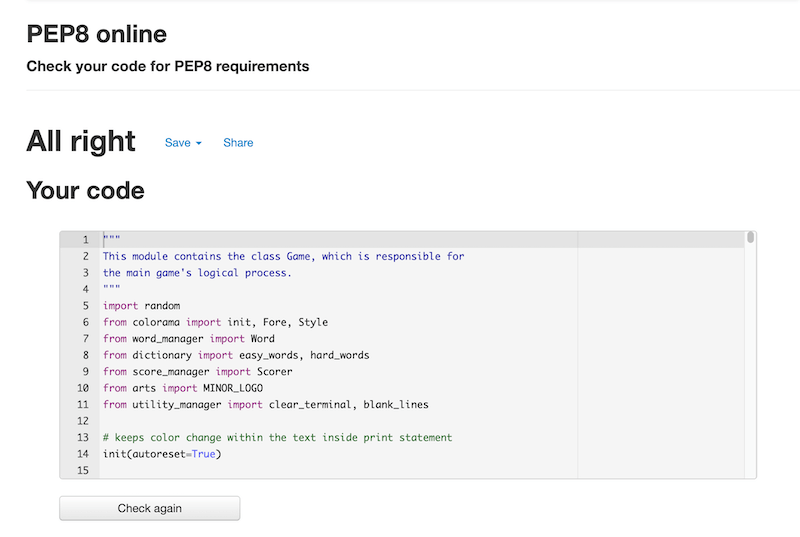 PEP8 online
Check your code for PEP8 requirements
All right Save Share
Your code
1 """
2 This module contains the class Game, which is responsible for
3 the main game's logical process.
4 """
5 import random
6 from colorama import init, Fore, Style
7 from word_manager import Word
8 from dictionary import easy_words, hard_words
9 from score_manager import Scorer
10 from arts import MINOR_LOGO
11 from utility_manager import clear_terminal, blank_lines
12
13 # keeps color change within the text inside print statement
14 init(autoreset=True)
15
Check again